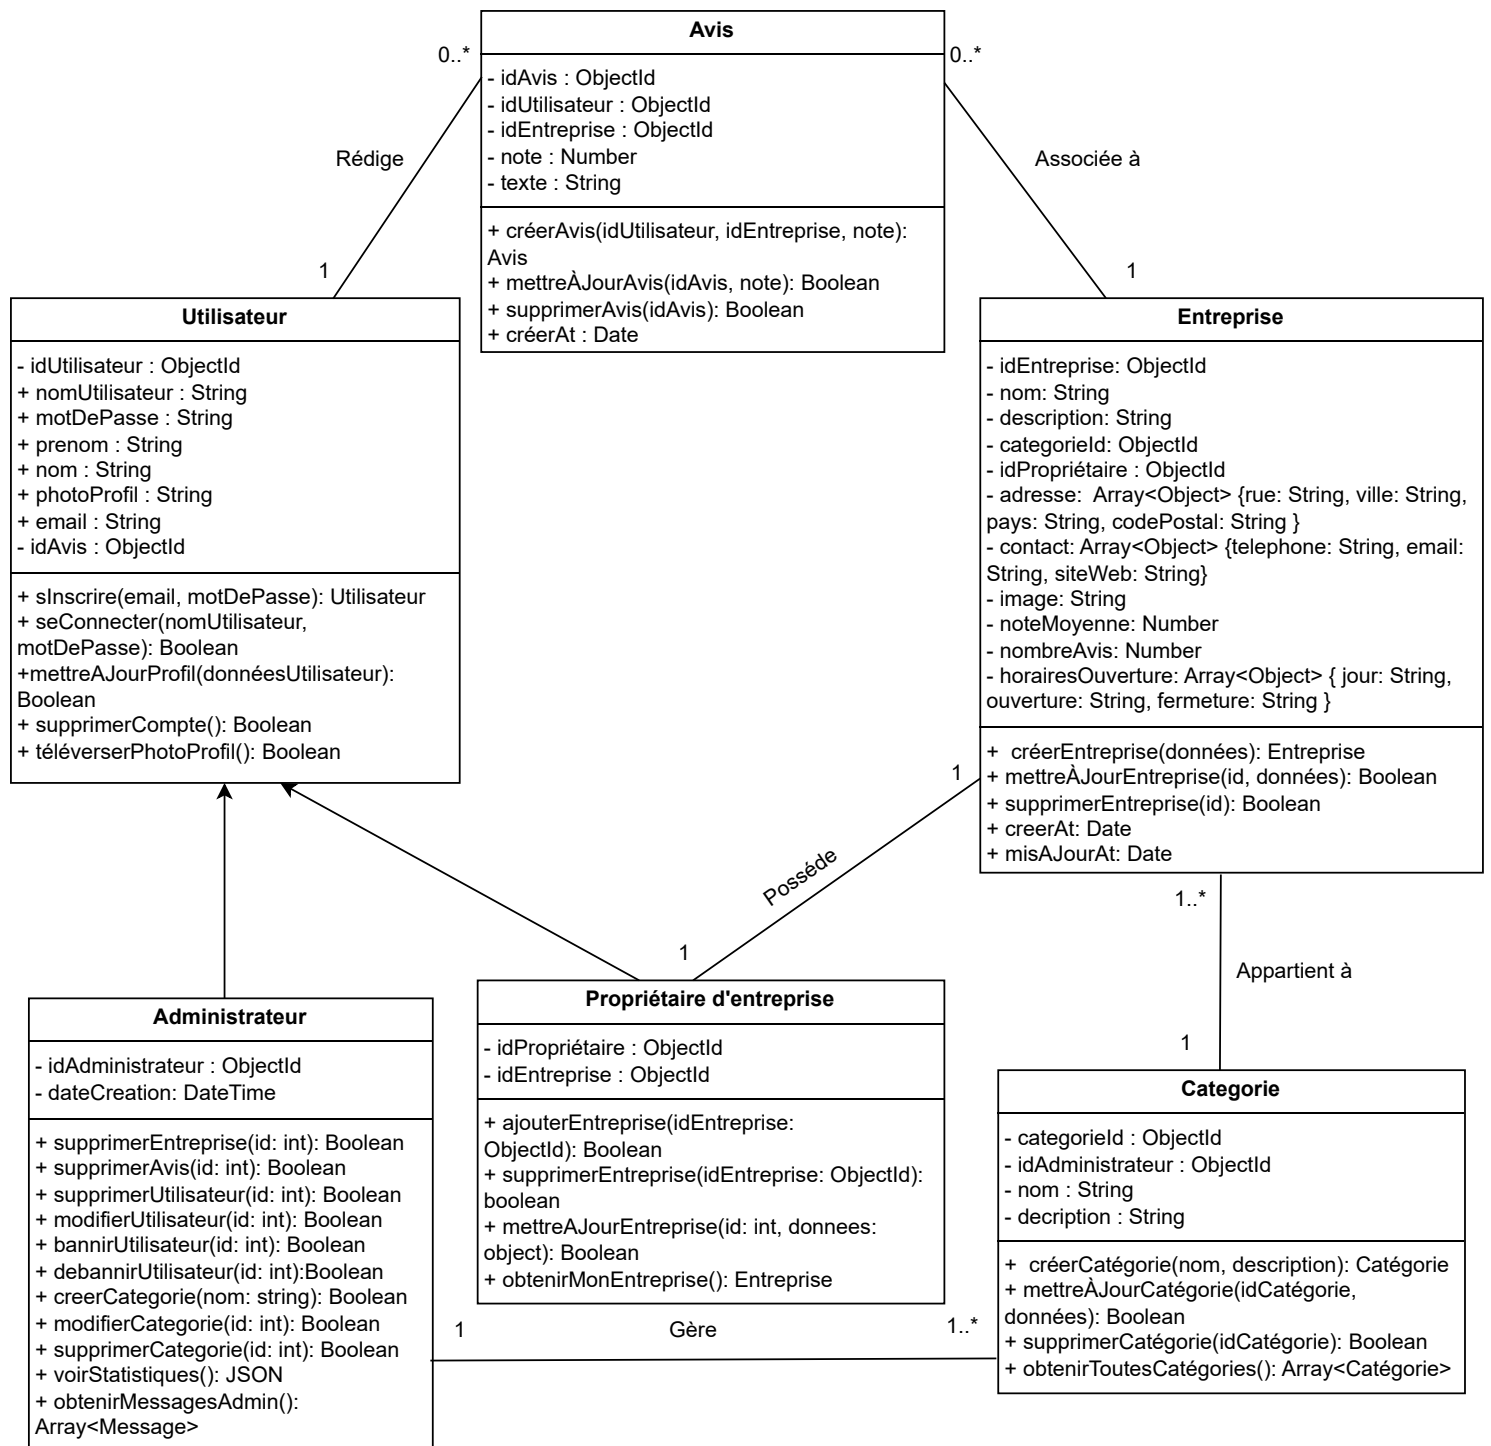 Avis
0..*
0..*
- idAvis : ObjectId
- idUtilisateur : ObjectId
- idEntreprise : ObjectId
- note : Number
- texte : String
Rédige
Associée à
+ créerAvis(idUtilisateur, idEntreprise, note):
Avis
+ mettreÀJourAvis(idAvis, note): Boolean
+ supprimerAvis(idAvis): Boolean
+ créerAt : Date
1
1
Utilisateur
- idUtilisateur : ObjectId
+ nomUtilisateur : String
+ motDePasse : String
+ prenom : String
+ nom : String
+ photoProfil : String
+ email : String
- idAvis : ObjectId
+ sInscrire(email, motDePasse): Utilisateur
+ seConnecter(nomUtilisateur,
motDePasse): Boolean
+mettreAJourProfil(donnéesUtilisateur):
Boolean
+ supprimerCompte(): Boolean
+ téléverserPhotoProfil(): Boolean
Entreprise
- idEntreprise: ObjectId
- nom: String
- description: String
- categorieId: ObjectId
- idPropriétaire : ObjectId
- adresse:  Array<Object> {rue: String, ville: String,
pays: String, codePostal: String }
- contact: Array<Object> {telephone: String, email:
String, siteWeb: String}
- image: String
- noteMoyenne: Number
- nombreAvis: Number
- horairesOuverture: Array<Object> { jour: String,
ouverture: String, fermeture: String }
+  créerEntreprise(données): Entreprise
+ mettreÀJourEntreprise(id, données): Boolean
+ supprimerEntreprise(id): Boolean
+ creerAt: Date
+ misAJourAt: Date
1
Posséde
1
1..*
Appartient à
1
Administrateur
- idAdministrateur : ObjectId
- dateCreation: DateTime
+ supprimerEntreprise(id: int): Boolean
+ supprimerAvis(id: int): Boolean
+ supprimerUtilisateur(id: int): Boolean
+ modifierUtilisateur(id: int): Boolean
+ bannirUtilisateur(id: int): Boolean
+ debannirUtilisateur(id: int):Boolean
+ creerCategorie(nom: string): Boolean
+ modifierCategorie(id: int): Boolean
+ supprimerCategorie(id: int): Boolean
+ voirStatistiques(): JSON
+ obtenirMessagesAdmin():
Array<Message>
Propriétaire d'entreprise
- idPropriétaire : ObjectId
- idEntreprise : ObjectId
+ ajouterEntreprise(idEntreprise:
ObjectId): Boolean
+ supprimerEntreprise(idEntreprise: ObjectId):
boolean
+ mettreAJourEntreprise(id: int, donnees:
object): Boolean
+ obtenirMonEntreprise(): Entreprise
Categorie
- categorieId : ObjectId
- idAdministrateur : ObjectId
- nom : String
- decription : String
+  créerCatégorie(nom, description): Catégorie
+ mettreÀJourCatégorie(idCatégorie,
données): Boolean
+ supprimerCatégorie(idCatégorie): Boolean
+ obtenirToutesCatégories(): Array<Catégorie>
1
Gère
1..*